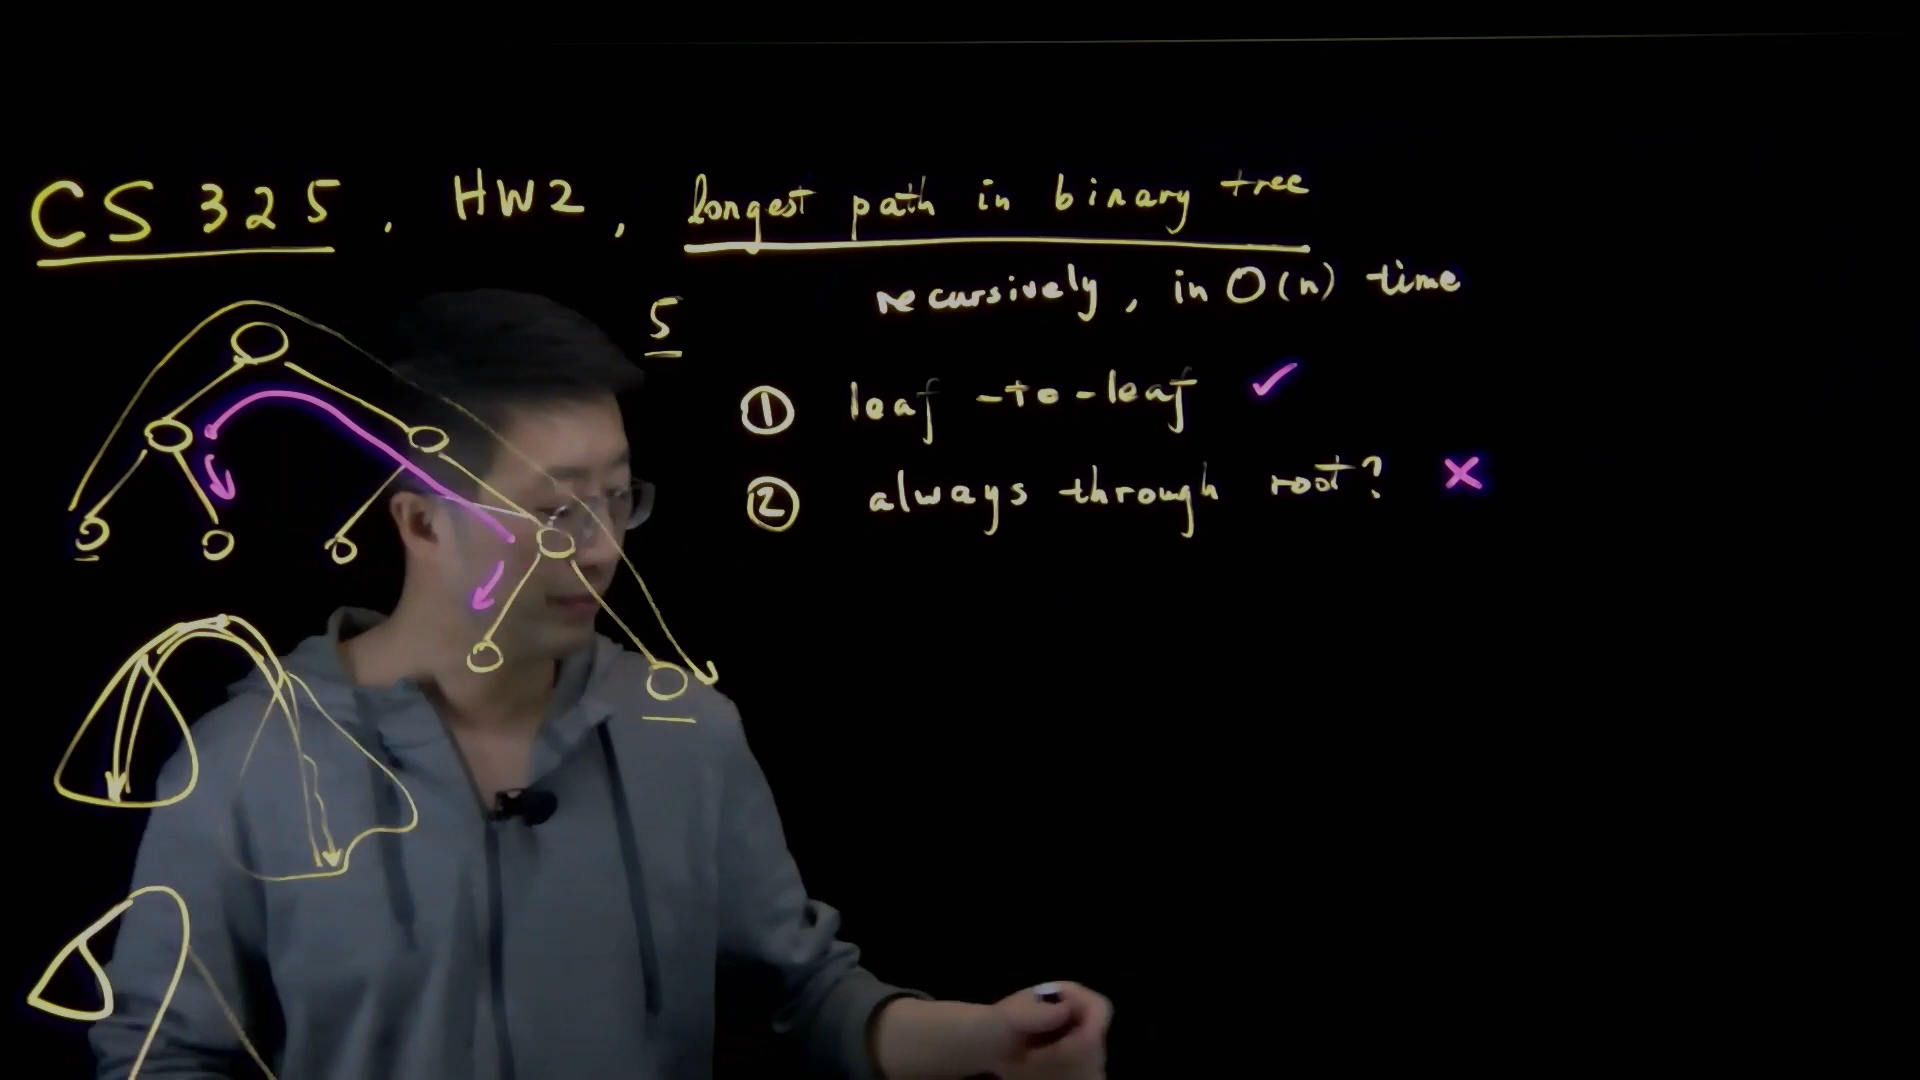 CS 325, HW2, longest path in binary tree
recursively, in O(n) time
5
① leaf-to-leaf ✓
② always through root? ✗